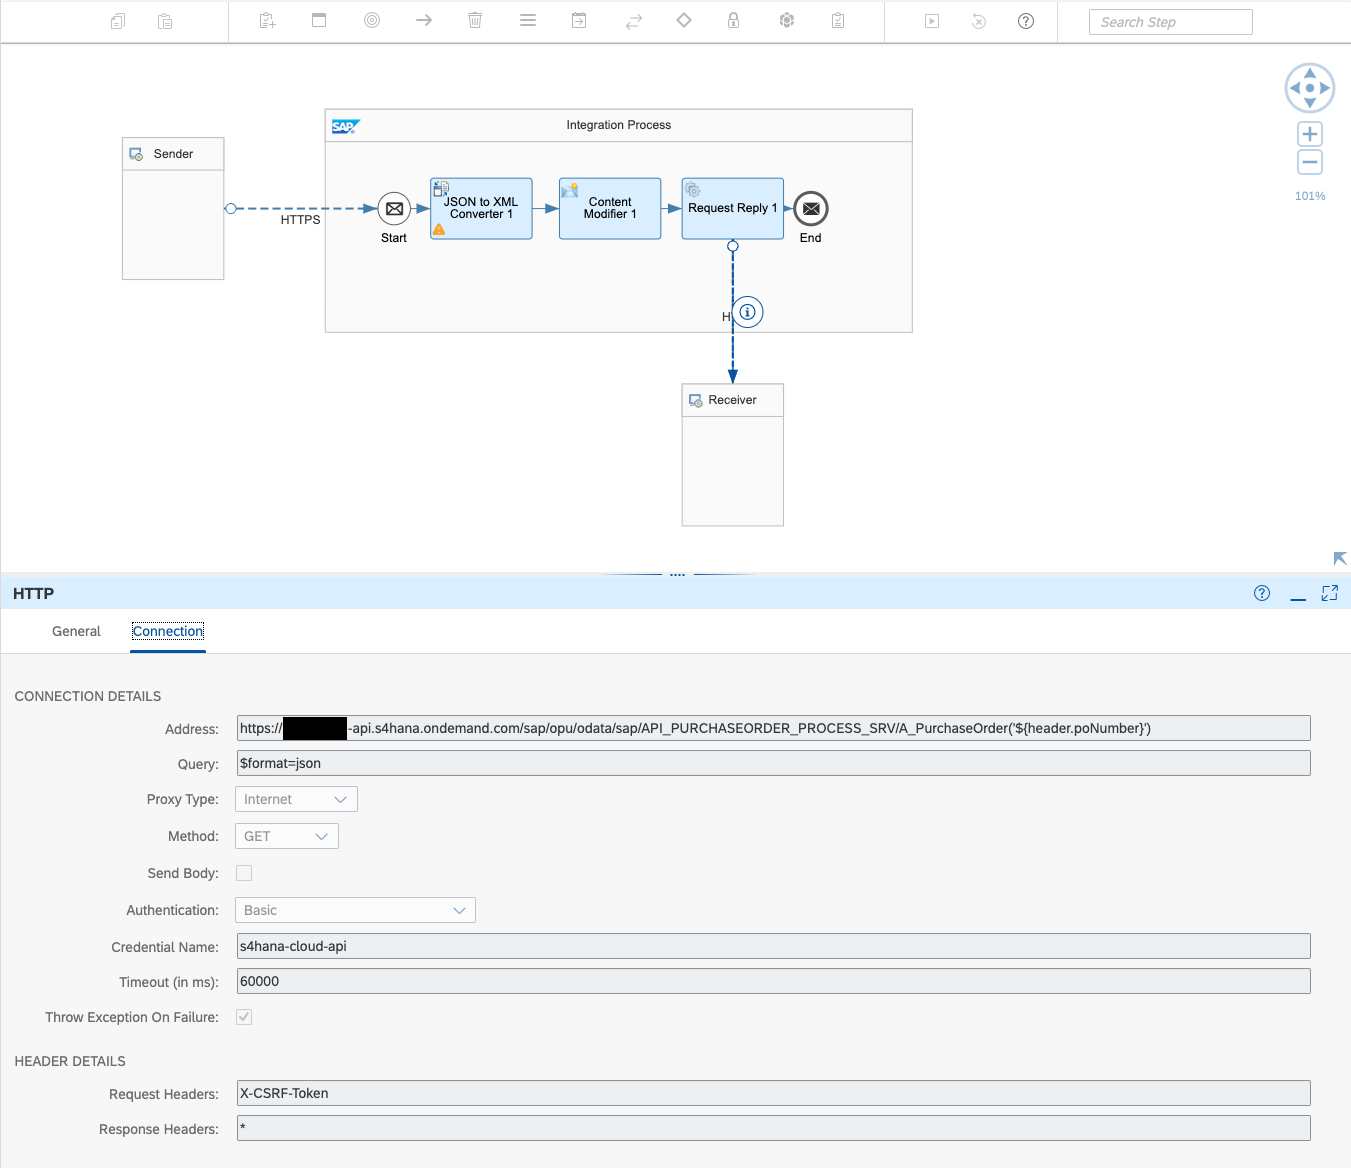 Search Step
101%
SAP
Integration Process
Sender
HTTPS
Start
JSON to XML
Converter 1
Content
Modifier 1
Request Reply 1
End
H
Receiver
HTTP
General
Connection
CONNECTION DETAILS
Address: https:// -api.s4hana.ondemand.com/sap/opu/odata/sap/API_PURCHASEORDER_PROCESS_SRV/A_PurchaseOrder('${header.poNumber}')
Query: $format=json
Proxy Type: Internet
Method: GET
Send Body:
Authentication: Basic
Credential Name: s4hana-cloud-api
Timeout (in ms): 60000
Throw Exception On Failure:
HEADER DETAILS
Request Headers: X-CSRF-Token
Response Headers: *